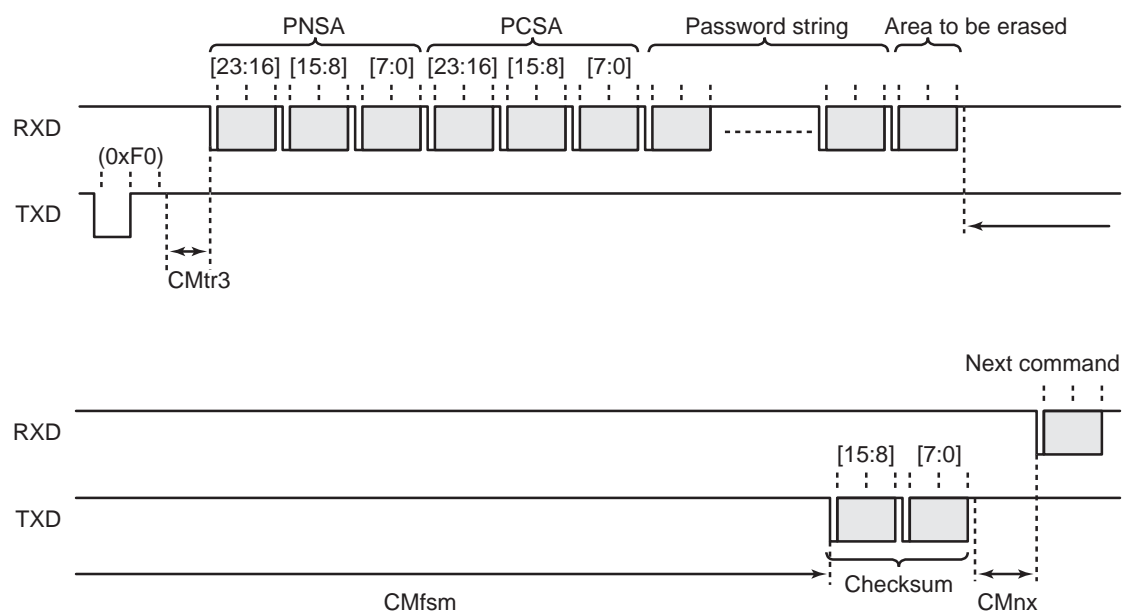 PNSA PCSA Password string Area to be erased
[23:16] [15:8] [7:0] [23:16] [15:8] [7:0]
RXD
(0xF0)
TXD
CMtr3
Next command
RXD
[15:8] [7:0]
TXD
Checksum
CMfsm CMnx